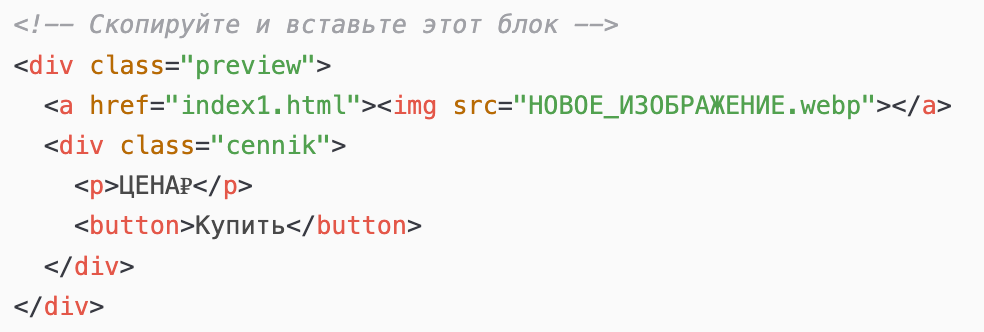 <!-- Скопируйте и вставьте этот блок -->
<div class="preview">
  <a href="index1.html"><img src="НОВОЕ_ИЗОБРАЖЕНИЕ.webp"></a>
  <div class="cennik">
    <p>ЦЕНА₽</p>
    <button>Купить</button>
  </div>
</div>